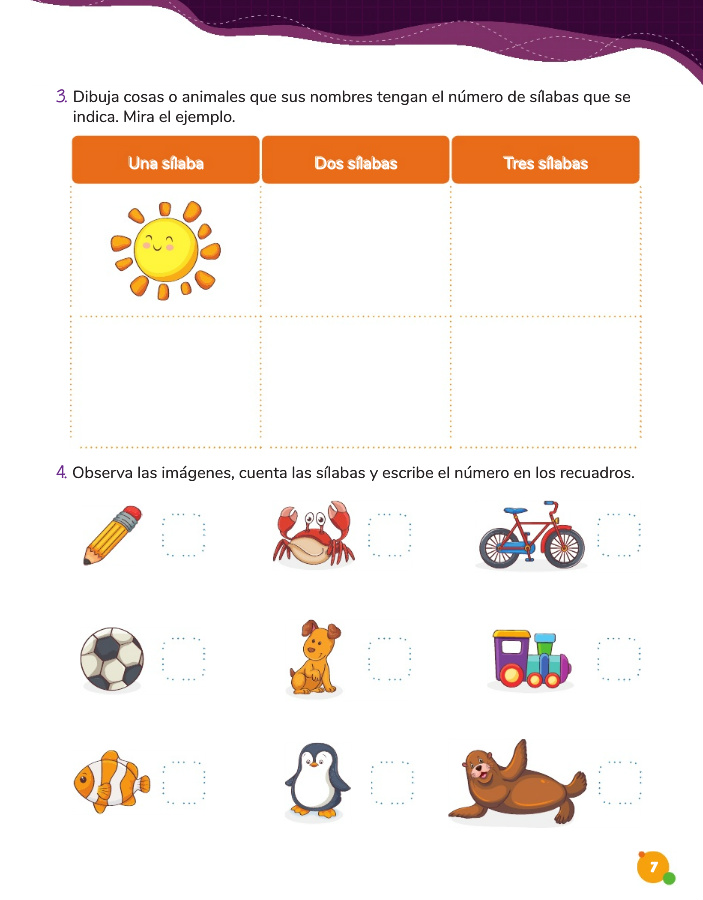 3. Dibuja cosas o animales que sus nombres tengan el número de sílabas que se
indica. Mira el ejemplo.
Una sílaba Dos sílabas Tres sílabas
4. Observa las imágenes, cuenta las sílabas y escribe el número en los recuadros.
7